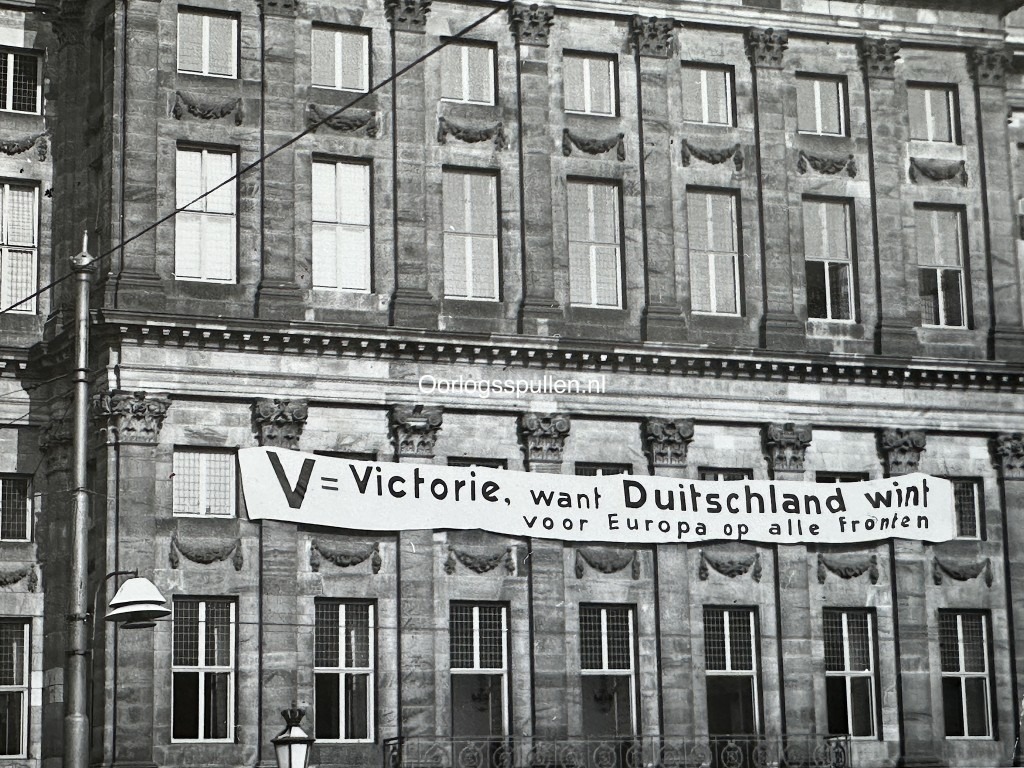 Oorlogsspullen.nl
V = Victorie, want Duitschland wint
voor Europa op alle fronten